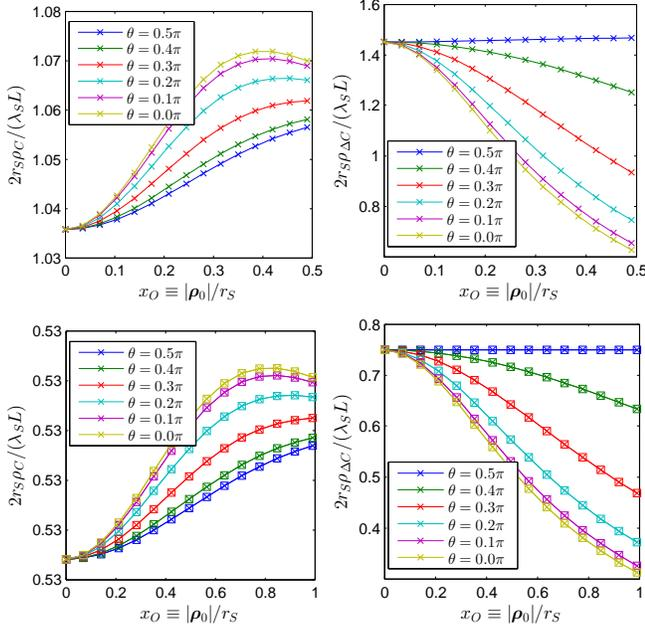 1.08
1.07
1.06
1.05
1.04
1.03
2r_Sρ_C/(λ_SL)
θ = 0.5π
θ = 0.4π
θ = 0.3π
θ = 0.2π
θ = 0.1π
θ = 0.0π
0 0.1 0.2 0.3 0.4 0.5
x_O ≡ |ρ_0|/r_S
1.6
1.4
1.2
1
0.8
2r_Sρ_ΔC/(λ_SL)
θ = 0.5π
θ = 0.4π
θ = 0.3π
θ = 0.2π
θ = 0.1π
θ = 0.0π
0 0.1 0.2 0.3 0.4 0.5
x_O ≡ |ρ_0|/r_S
0.53
0.53
0.53
0.53
0.53
0.53
2r_Sρ_C/(λ_SL)
θ = 0.5π
θ = 0.4π
θ = 0.3π
θ = 0.2π
θ = 0.1π
θ = 0.0π
0 0.2 0.4 0.6 0.8 1
x_O ≡ |ρ_0|/r_S
0.8
0.7
0.6
0.5
0.4
2r_Sρ_ΔC/(λ_SL)
θ = 0.5π
θ = 0.4π
θ = 0.3π
θ = 0.2π
θ = 0.1π
θ = 0.0π
0 0.2 0.4 0.6 0.8 1
x_O ≡ |ρ_0|/r_S